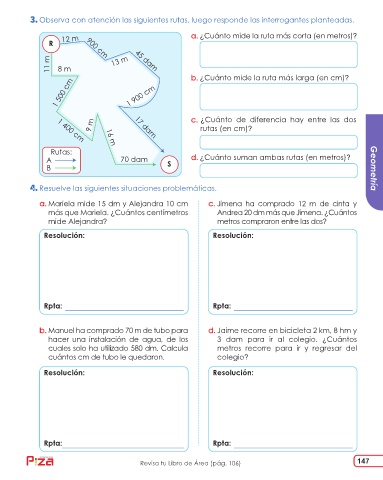 3. Observa con atención las siguientes rutas, luego responde las interrogantes planteadas.
R
12 m
900 cm
13 m
45 dam
11 m
8 m
1 500 cm
1 900 cm
1 400 cm
9 m
16 m
17 dam
Rutas:
A
B
70 dam
S
a. ¿Cuánto mide la ruta más corta (en metros)?
b. ¿Cuánto mide la ruta más larga (en cm)?
c. ¿Cuánto de diferencia hay entre las dos
rutas (en cm)?
d. ¿Cuánto suman ambas rutas (en metros)?
Geometría
4. Resuelve las siguientes situaciones problemáticas.
a. Mariela mide 15 dm y Alejandra 10 cm
más que Mariela. ¿Cuántos centímetros
mide Alejandra?
Resolución:
Rpta:
c. Jimena ha comprado 12 m de cinta y
Andrea 20 dm más que Jimena. ¿Cuántos
metros compraron entre las dos?
Resolución:
Rpta:
b. Manuel ha comprado 70 m de tubo para
hacer una instalación de agua, de los
cuales solo ha utilizado 580 dm. Calcula
cuántos cm de tubo le quedaron.
Resolución:
Rpta:
d. Jaime recorre en bicicleta 2 km, 8 hm y
3 dam para ir al colegio. ¿Cuántos
metros recorre para ir y regresar del
colegio?
Resolución:
Rpta:
Piza
Revisa tu Libro de Área (pág. 106)
147